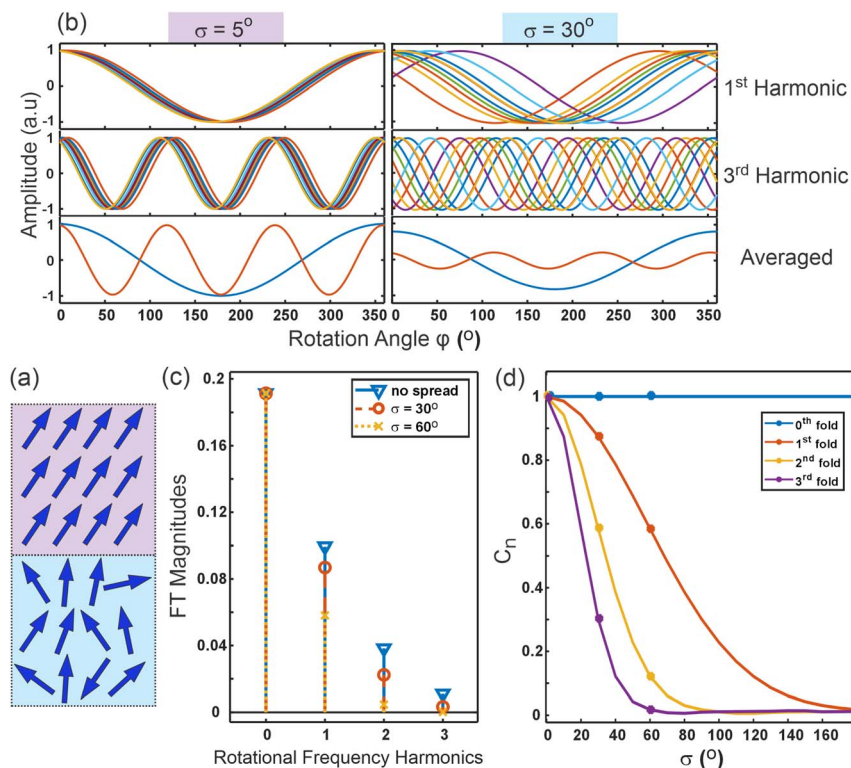 (b)
σ = 5°
σ = 30°
1
0
-1
1
0
-1
1
0
-1
Amplitude (a.u)
1st Harmonic
3rd Harmonic
Averaged
0 50 100 150 200 250 300 350
0 50 100 150 200 250 300 350
Rotation Angle φ (°)
(a)
(c)
0.2
0.16
0.12
0.08
0.04
0
FT Magnitudes
no spread
σ = 30°
σ = 60°
0 1 2 3
Rotational Frequency Harmonics
(d)
1
0.8
0.6
0.4
0.2
0
Cn
0th fold
1st fold
2nd fold
3rd fold
0 20 40 60 80 100 120 140 160
σ (°)